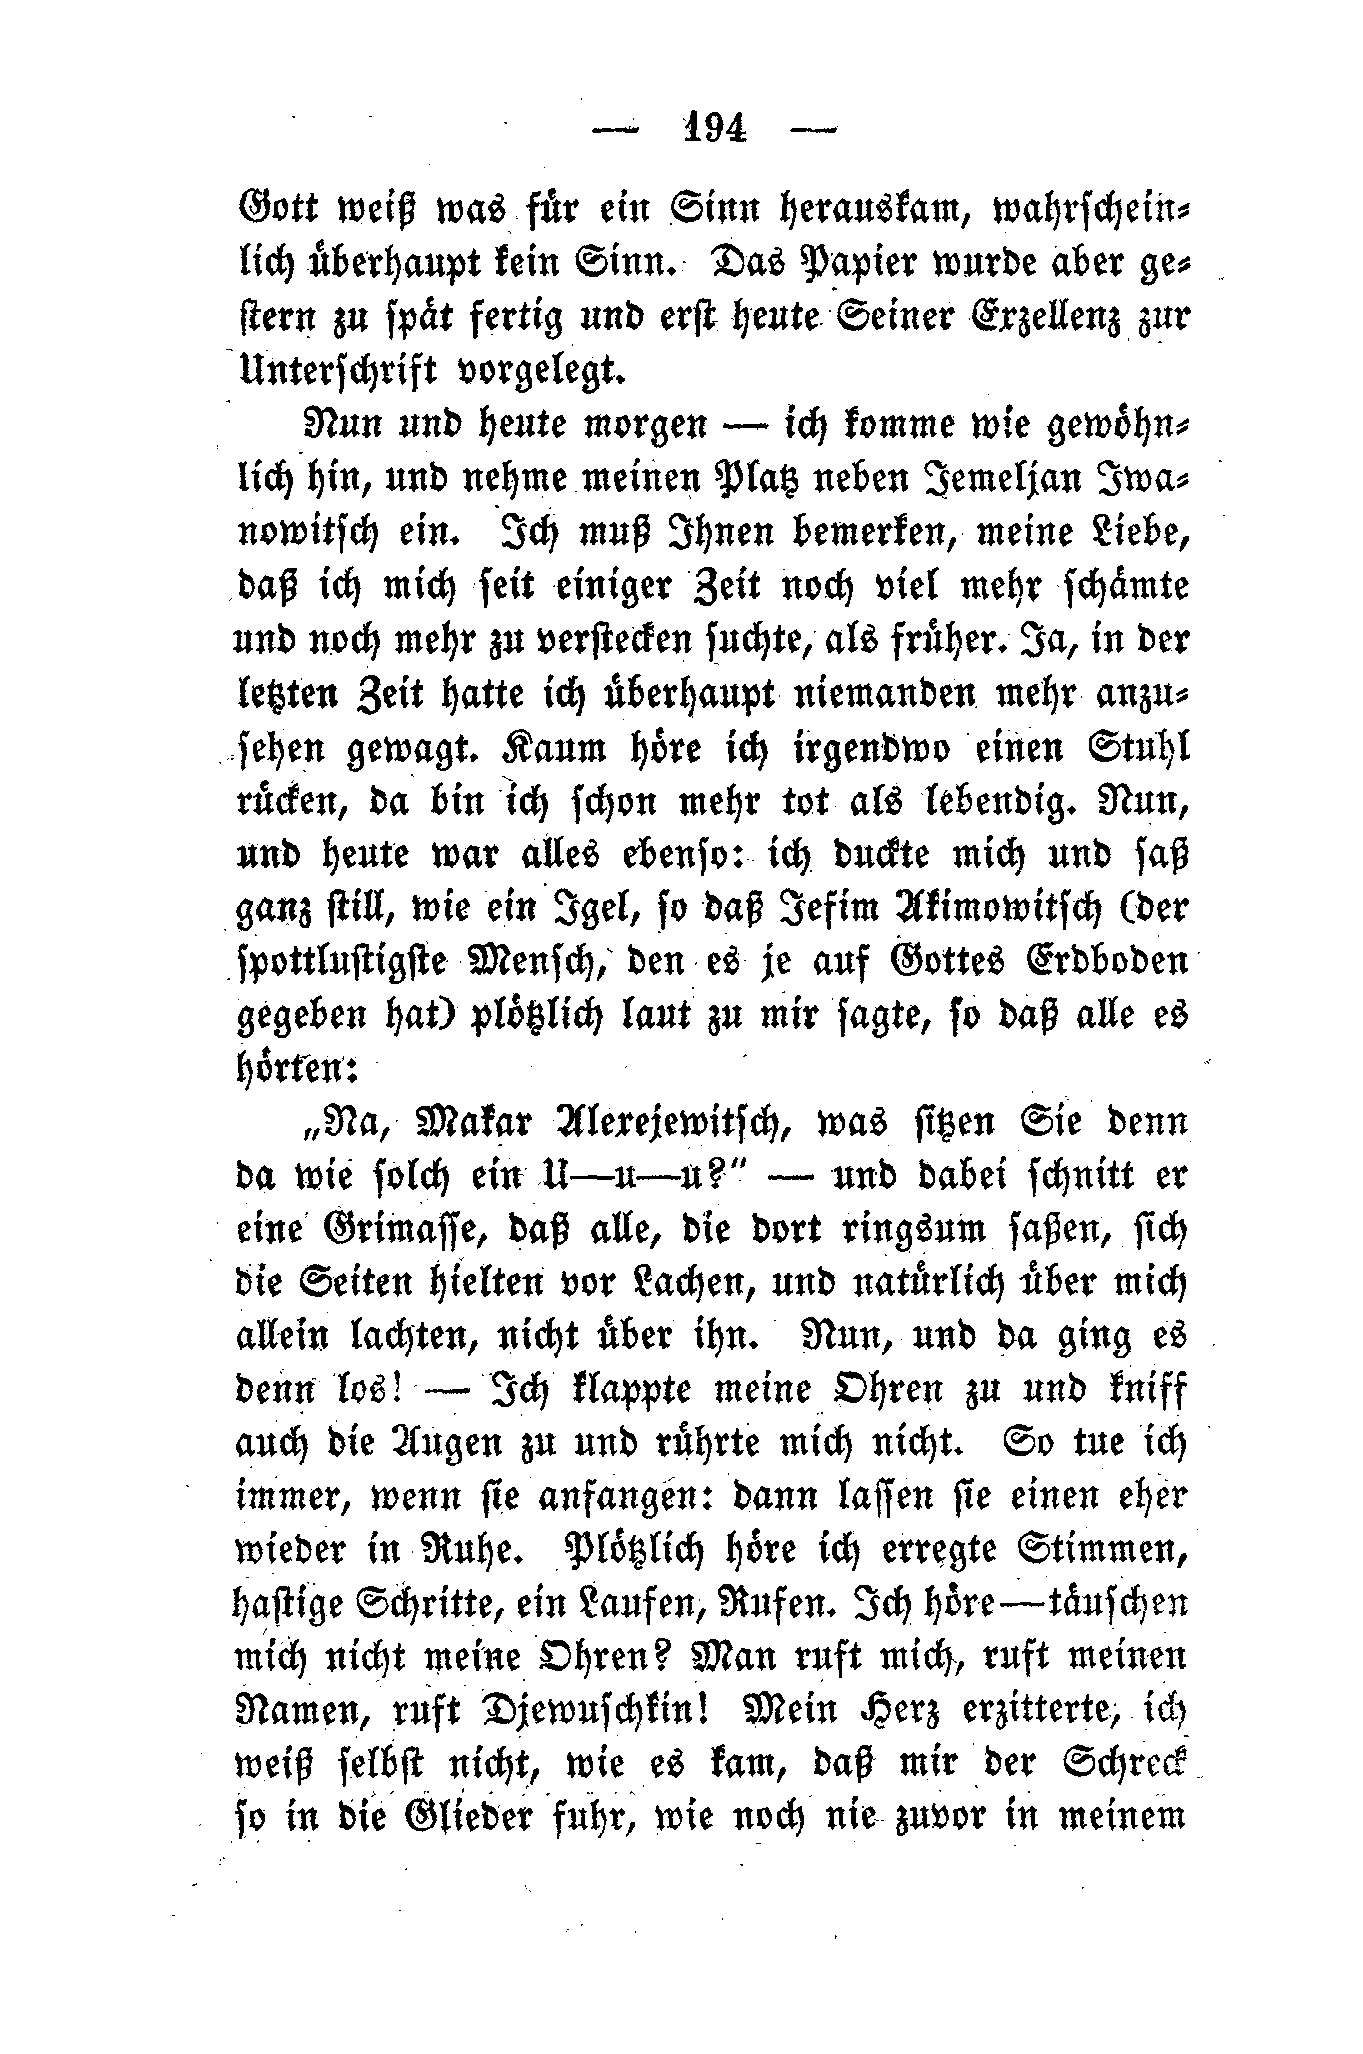 — 194 —
Gott weiß was für ein Sinn herauskam, wahrschein-
lich überhaupt kein Sinn. Das Papier wurde aber ge-
stern zu spät fertig und erst heute Seiner Exzellenz zur
Unterschrift vorgelegt.
Nun und heute morgen — ich komme wie gewöhn-
lich hin, und nehme meinen Platz neben Jemeljan Iwa-
nowitsch ein. Ich muß Ihnen bemerken, meine Liebe,
daß ich mich seit einiger Zeit noch viel mehr schämte
und noch mehr zu verstecken suchte, als früher. Ja, in der
letzten Zeit hatte ich überhaupt niemanden mehr anzu-
sehen gewagt. Kaum höre ich irgendwo einen Stuhl
rücken, da bin ich schon mehr tot als lebendig. Nun,
und heute war alles ebenso: ich duckte mich und saß
ganz still, wie ein Igel, so daß Jefim Akimowitsch (der
spottlustigste Mensch, den es je auf Gottes Erdboden
gegeben hat) plötzlich laut zu mir sagte, so daß alle es
hörten:
„Na, Makar Alexejewitsch, was sitzen Sie denn
da wie solch ein U—u—u?“ — und dabei schnitt er
eine Grimasse, daß alle, die dort ringsum saßen, sich
die Seiten hielten vor Lachen, und natürlich über mich
allein lachten, nicht über ihn. Nun, und da ging es
denn los! — Ich klappte meine Ohren zu und kniff
auch die Augen zu und rührte mich nicht. So tue ich
immer, wenn sie anfangen: dann lassen sie einen eher
wieder in Ruhe. Plötzlich höre ich erregte Stimmen,
hastige Schritte, ein Laufen, Rufen. Ich höre—täuschen
mich nicht meine Ohren? Man ruft mich, ruft meinen
Namen, ruft Djewuschkin! Mein Herz erzitterte, ich
weiß selbst nicht, wie es kam, daß mir der Schreck
so in die Glieder fuhr, wie noch nie zuvor in meinem